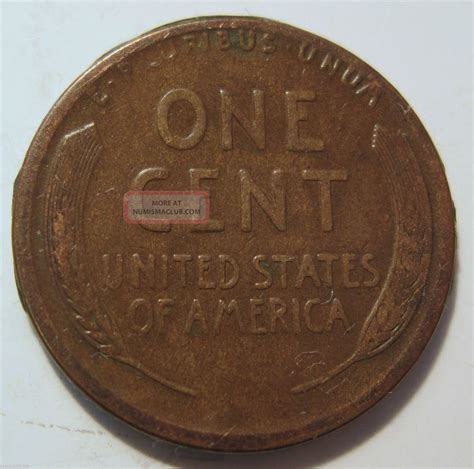 E·PLURIBUS·UNUM
ONE
CENT
MORE AT
NUMISMACLUB.COM
UNITED STATES
OF AMERICA